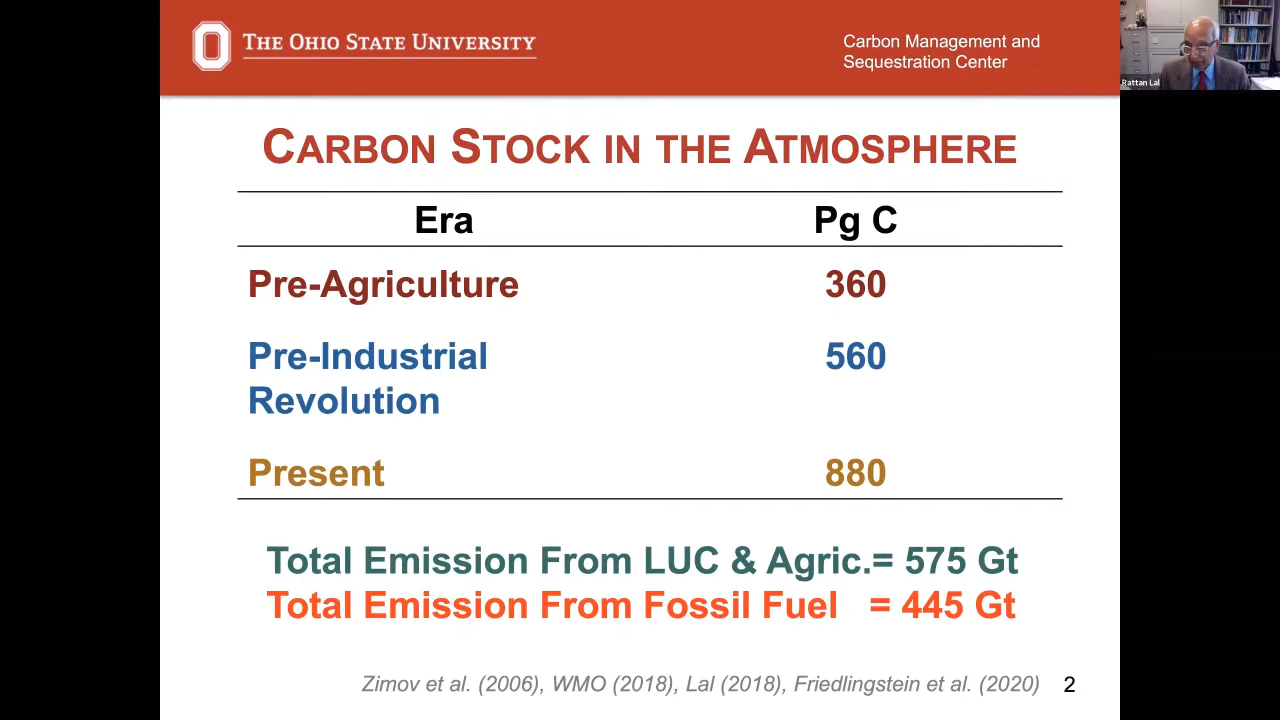 THE OHIO STATE UNIVERSITY
Carbon Management and
Sequestration Center
Rattan Lal
CARBON STOCK IN THE ATMOSPHERE
Era Pg C
Pre-Agriculture 360
Pre-Industrial 560
Revolution
Present 880
Total Emission From LUC & Agric.= 575 Gt
Total Emission From Fossil Fuel = 445 Gt
Zimov et al. (2006), WMO (2018), Lal (2018), Friedlingstein et al. (2020) 2